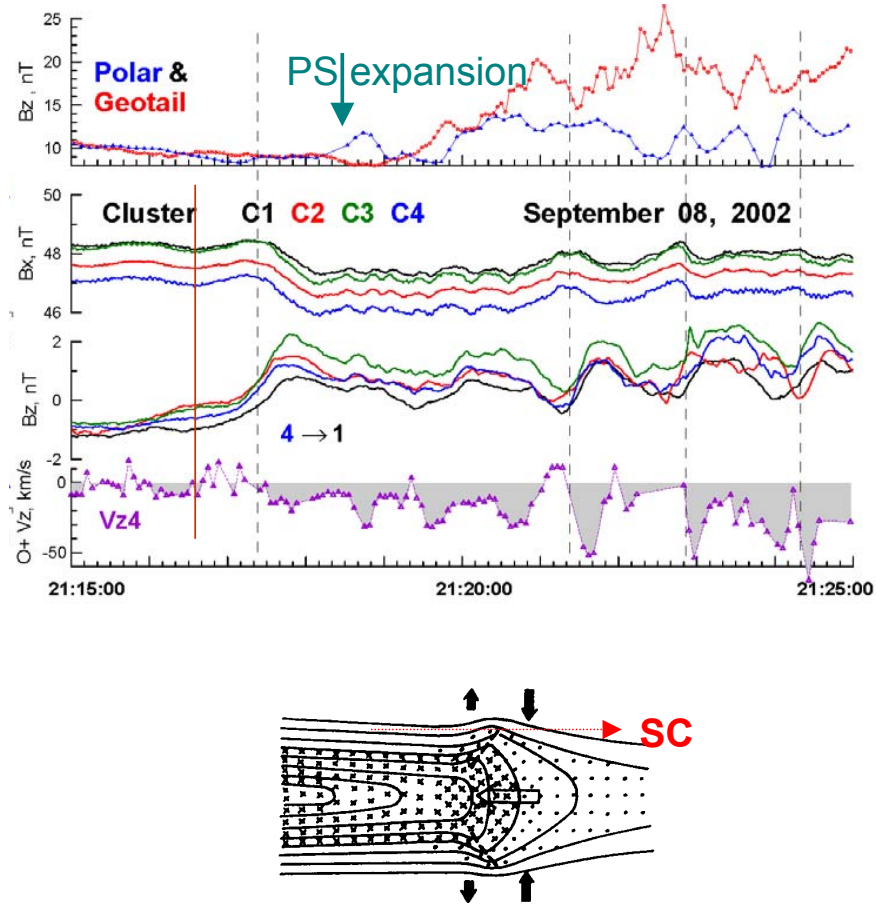 25
20
15
10
Bz, nT
Polar &
Geotail
PS expansion
50
48
46
Bx, nT
Cluster C1 C2 C3 C4 September 08, 2002
2
0
-2
Bz, nT
4 → 1
0
-50
O+ Vz, km/s
Vz4
21:15:00 21:20:00 21:25:00
SC